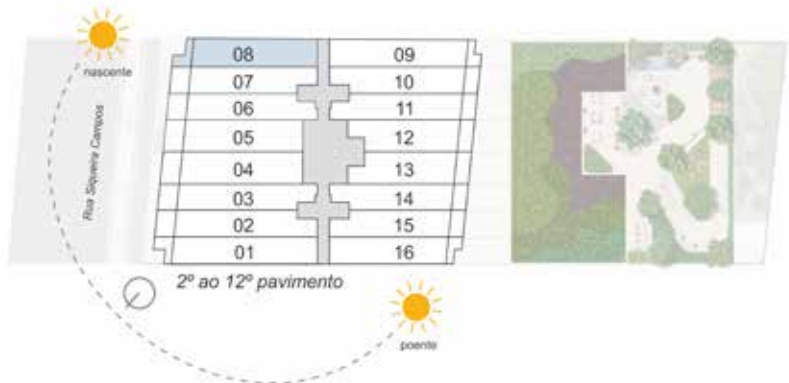 nascente
Rua Siqueira Campos
08 09
07 10
06 11
05 12
04 13
03 14
02 15
01 16
2º ao 12º pavimento
poente